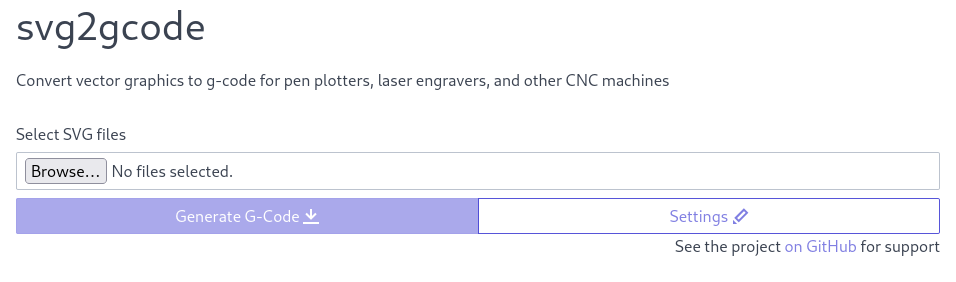 svg2gcode
Convert vector graphics to g-code for pen plotters, laser engravers, and other CNC machines
Select SVG files
Browse... No files selected.
Generate G-Code Settings
See the project on GitHub for support